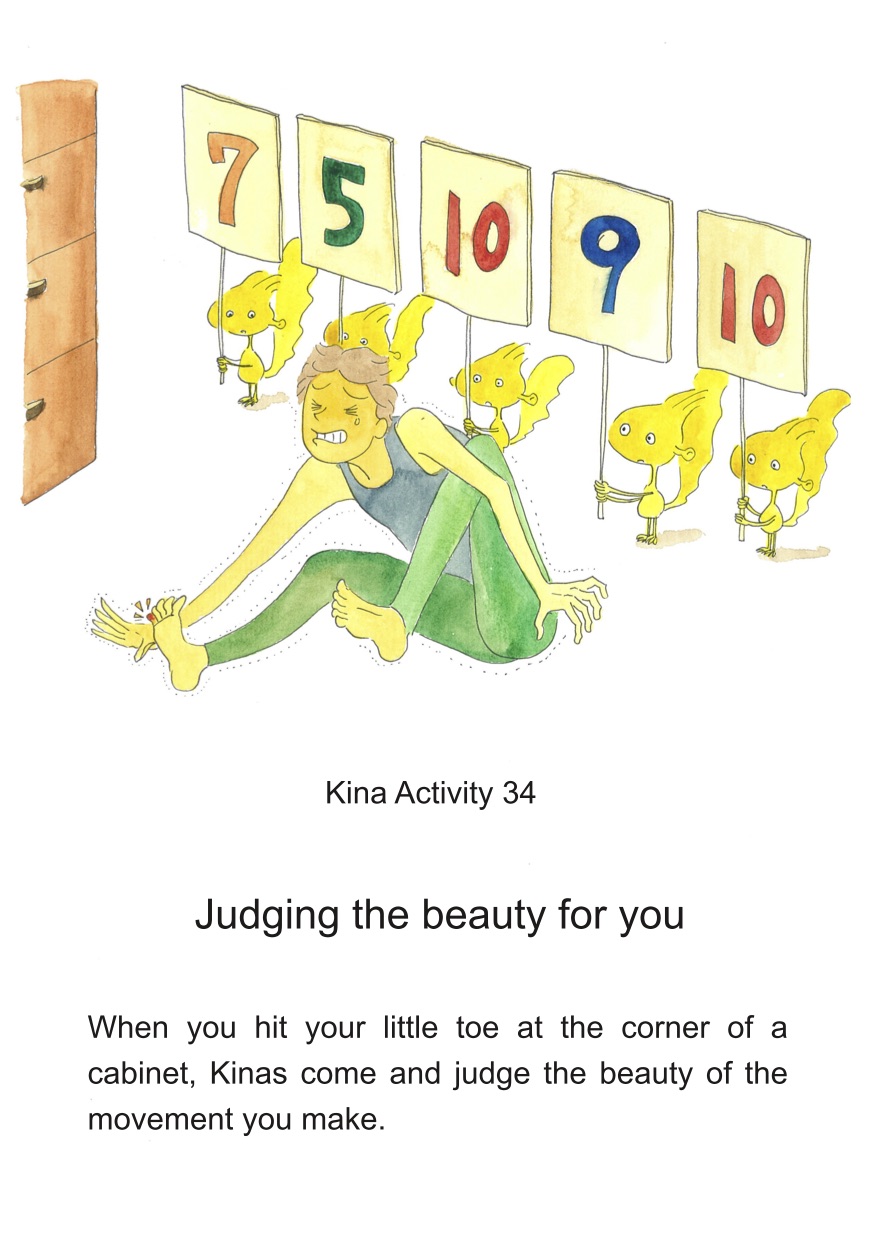 7
5
10
9
10
Kina Activity 34
Judging the beauty for you
When you hit your little toe at the corner of a
cabinet, Kinas come and judge the beauty of the
movement you make.